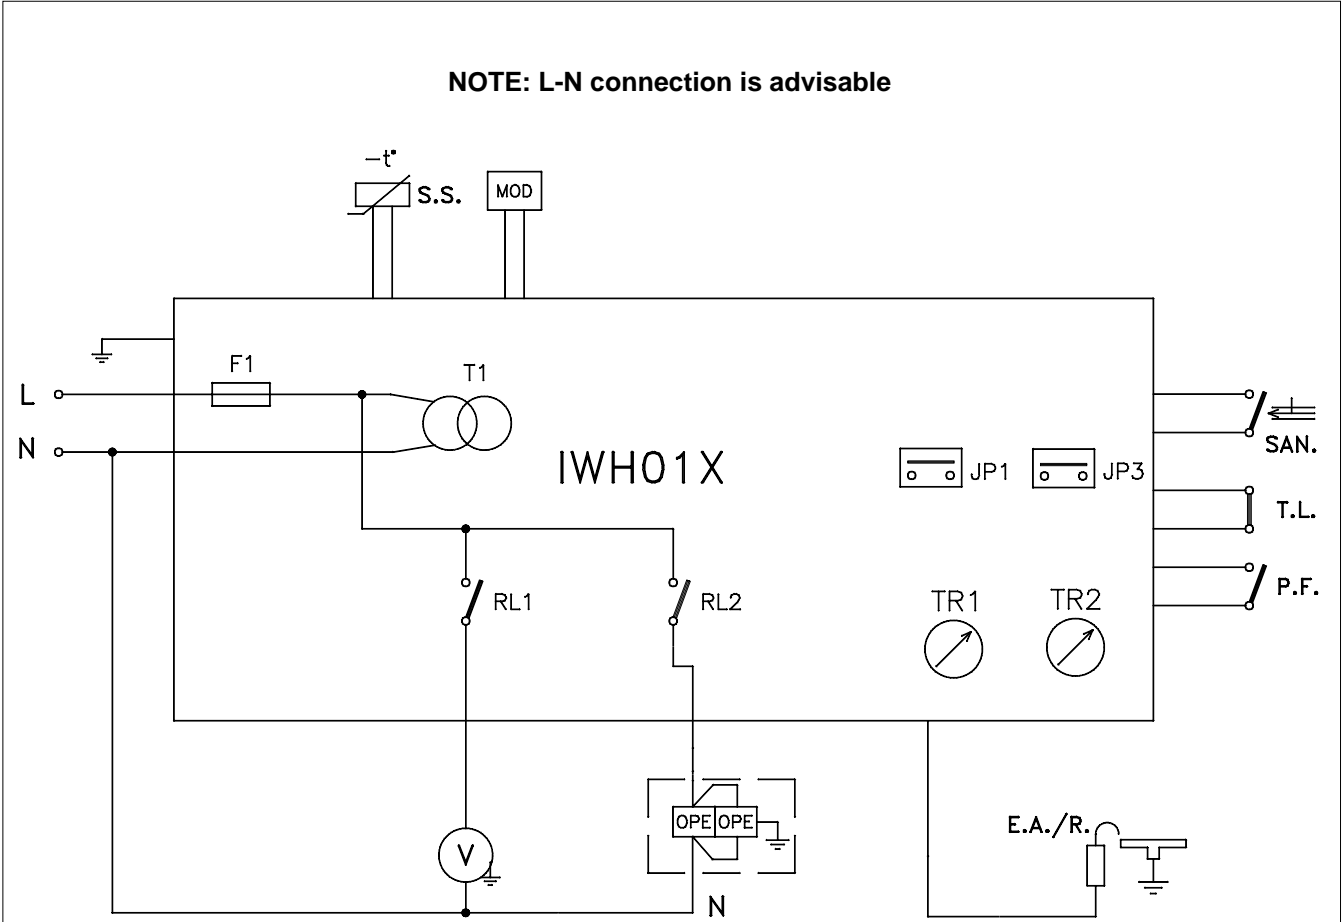 NOTE: L-N connection is advisable
-t°
S.S.
MOD
F1
T1
L
N
SAN.
IWH01X
JP1
JP3
T.L.
P.F.
RL1
RL2
TR1
TR2
OPE
OPE
E.A./R.
V
N